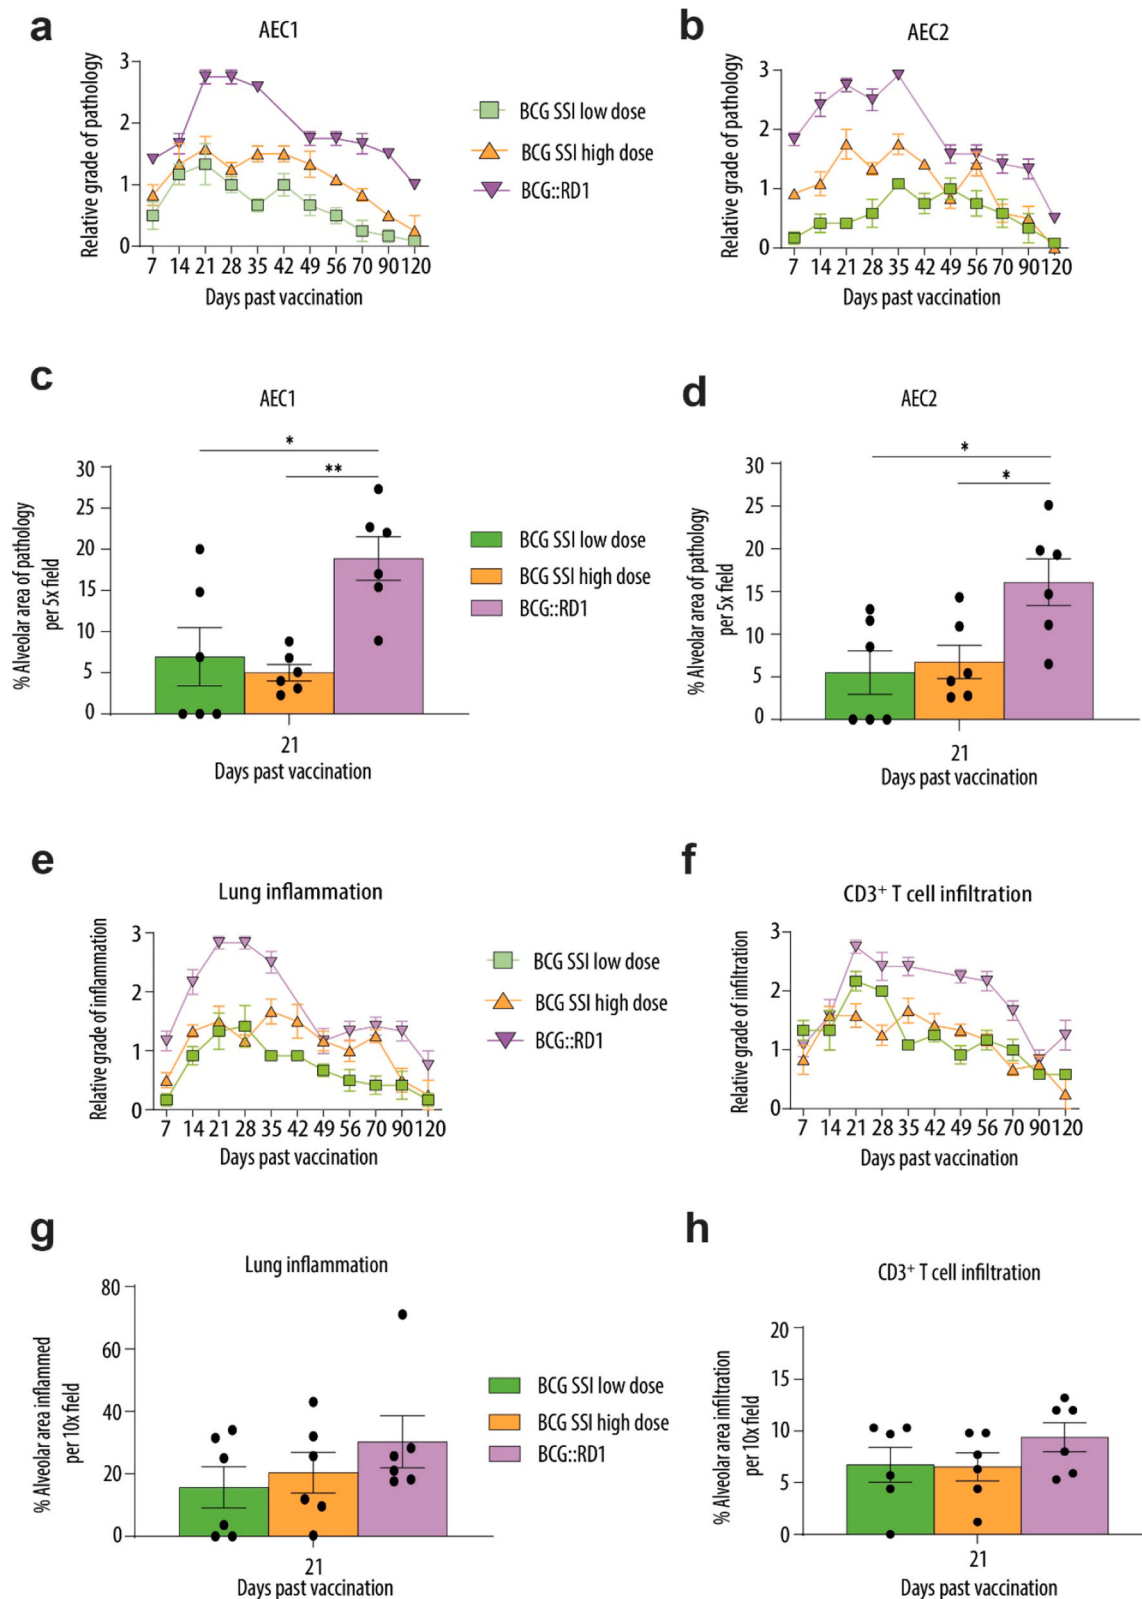 a
AEC1
Relative grade of pathology
3
2
1
0
7 14 21 28 35 42 49 56 70 90 120
Days past vaccination
BCG SSI low dose
BCG SSI high dose
BCG::RD1
b
AEC2
Relative grade of pathology
3
2
1
0
7 14 21 28 35 42 49 56 70 90 120
Days past vaccination
c
AEC1
% Alveolar area of pathology
per 5x field
30
25
20
15
10
5
0
*
**
21
Days past vaccination
BCG SSI low dose
BCG SSI high dose
BCG::RD1
d
AEC2
% Alveolar area of pathology
per 5x field
30
25
20
15
10
5
0
*
*
21
Days past vaccination
e
Lung inflammation
Relative grade of inflammation
3
2
1
0
7 14 21 28 35 42 49 56 70 90 120
Days past vaccination
BCG SSI low dose
BCG SSI high dose
BCG::RD1
f
CD3⁺ T cell infiltration
Relative grade of infiltration
3
2
1
0
7 14 21 28 35 42 49 56 70 90 120
Days past vaccination
g
Lung inflammation
% Alveolar area inflammed
per 10x field
80
60
40
20
0
21
Days past vaccination
BCG SSI low dose
BCG SSI high dose
BCG::RD1
h
CD3⁺ T cell infiltration
% Alveolar area infiltration
per 10x field
20
15
10
5
0
21
Days past vaccination